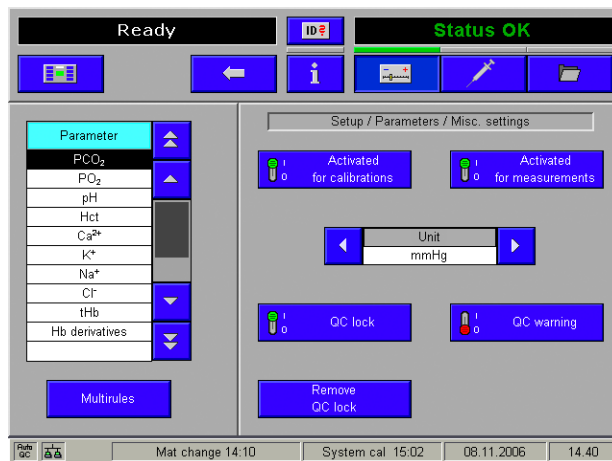 Ready
ID
Status OK
i
- +
Parameter
PCO₂
PO₂
pH
Hct
Ca²⁺
K⁺
Na⁺
Cl⁻
tHb
Hb derivatives
Multirules
Setup / Parameters / Misc. settings
I
0
Activated
for calibrations
I
0
Activated
for measurements
Unit
mmHg
I
0
QC lock
I
0
QC warning
Remove
QC lock
Auto
QC
Mat change 14:10
System cal 15:02
08.11.2006
14.40